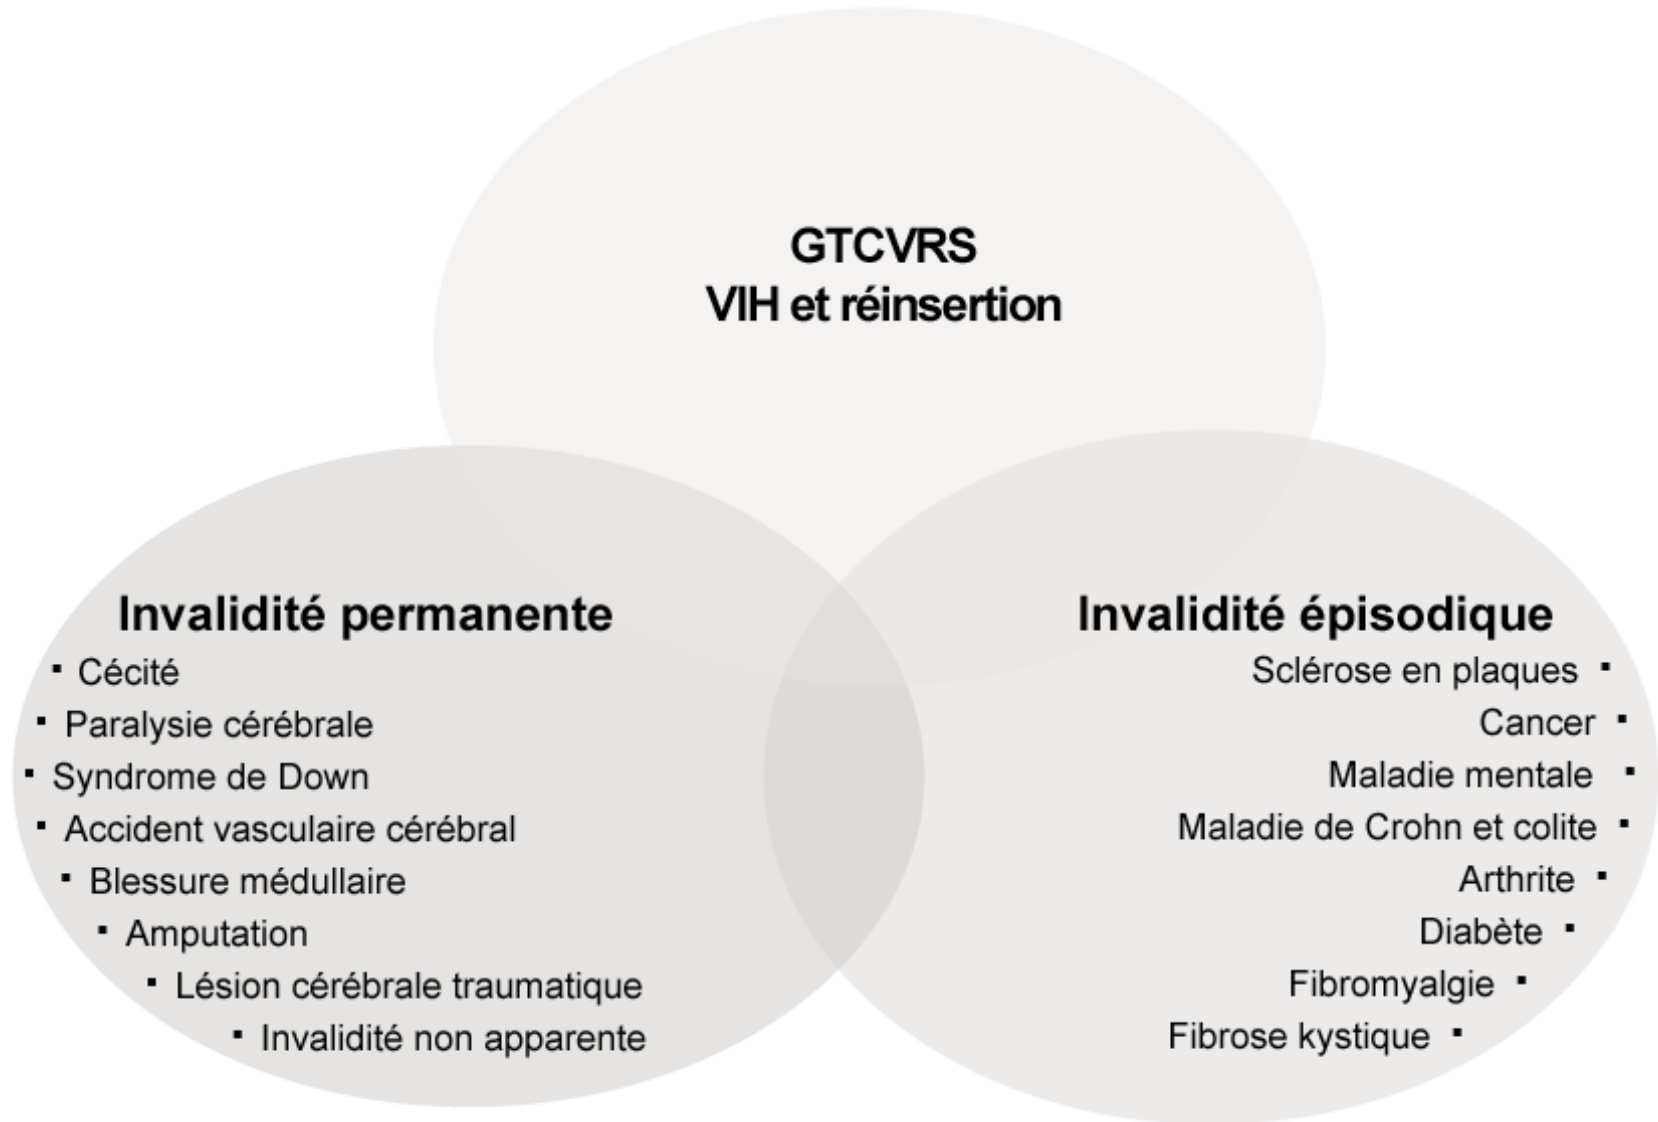 GTCVRS
VIH et réinsertion
Invalidité permanente
▪ Cécité
▪ Paralysie cérébrale
▪ Syndrome de Down
▪ Accident vasculaire cérébral
▪ Blessure médullaire
▪ Amputation
▪ Lésion cérébrale traumatique
▪ Invalidité non apparente
Invalidité épisodique
Sclérose en plaques ▪
Cancer ▪
Maladie mentale ▪
Maladie de Crohn et colite ▪
Arthrite ▪
Diabète ▪
Fibromyalgie ▪
Fibrose kystique ▪